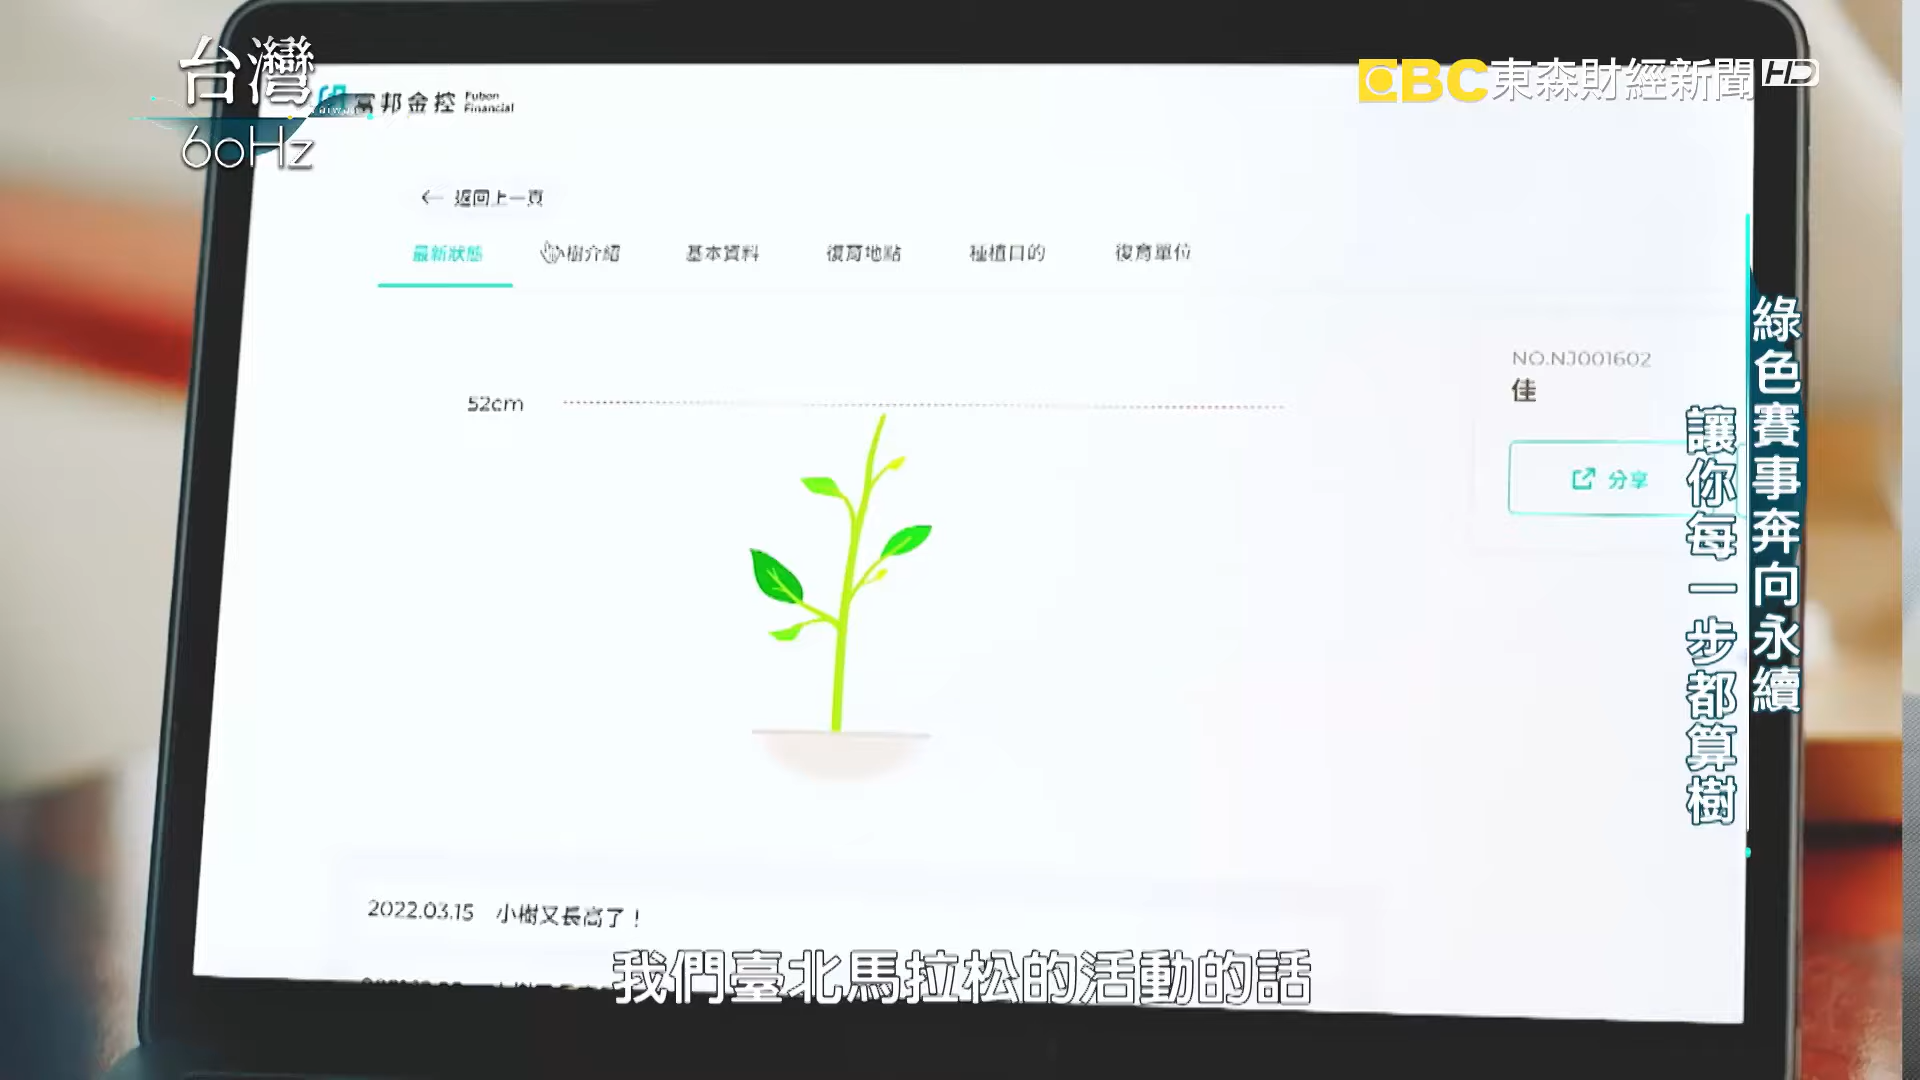 台灣
60Hz
EBC東森財經新聞HD
富邦金控 Fubon Financial
← 返回上一頁
最新狀態
樹介紹
基本資料
復育地點
種植目的
復育單位
52cm
NO.NJ001602
佳
分享
綠色賽事奔向永續
讓你每一步都算樹
2022.03.15 小樹又長高了！
我們臺北馬拉松的活動的話